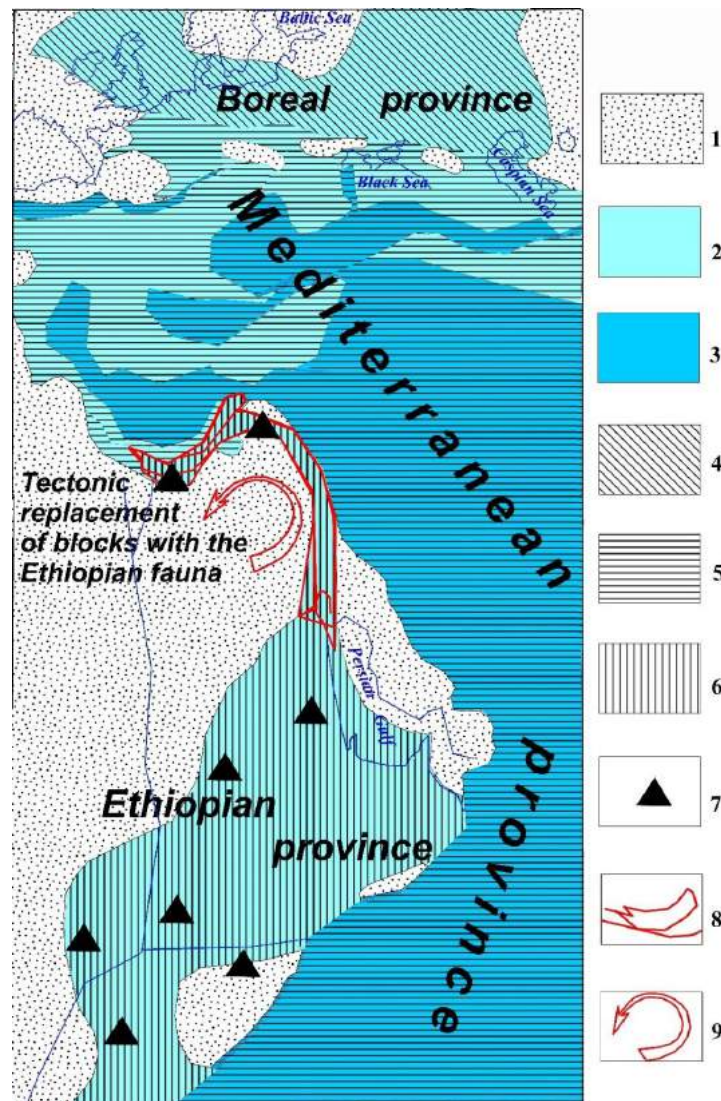 Baltic Sea
Boreal province
Black Sea
Caspian Sea
Mediterranean
province
Tectonic
replacement
of blocks with the
Ethiopian fauna
Persian Gulf
Ethiopian
province
1
2
3
4
5
6
7
8
9